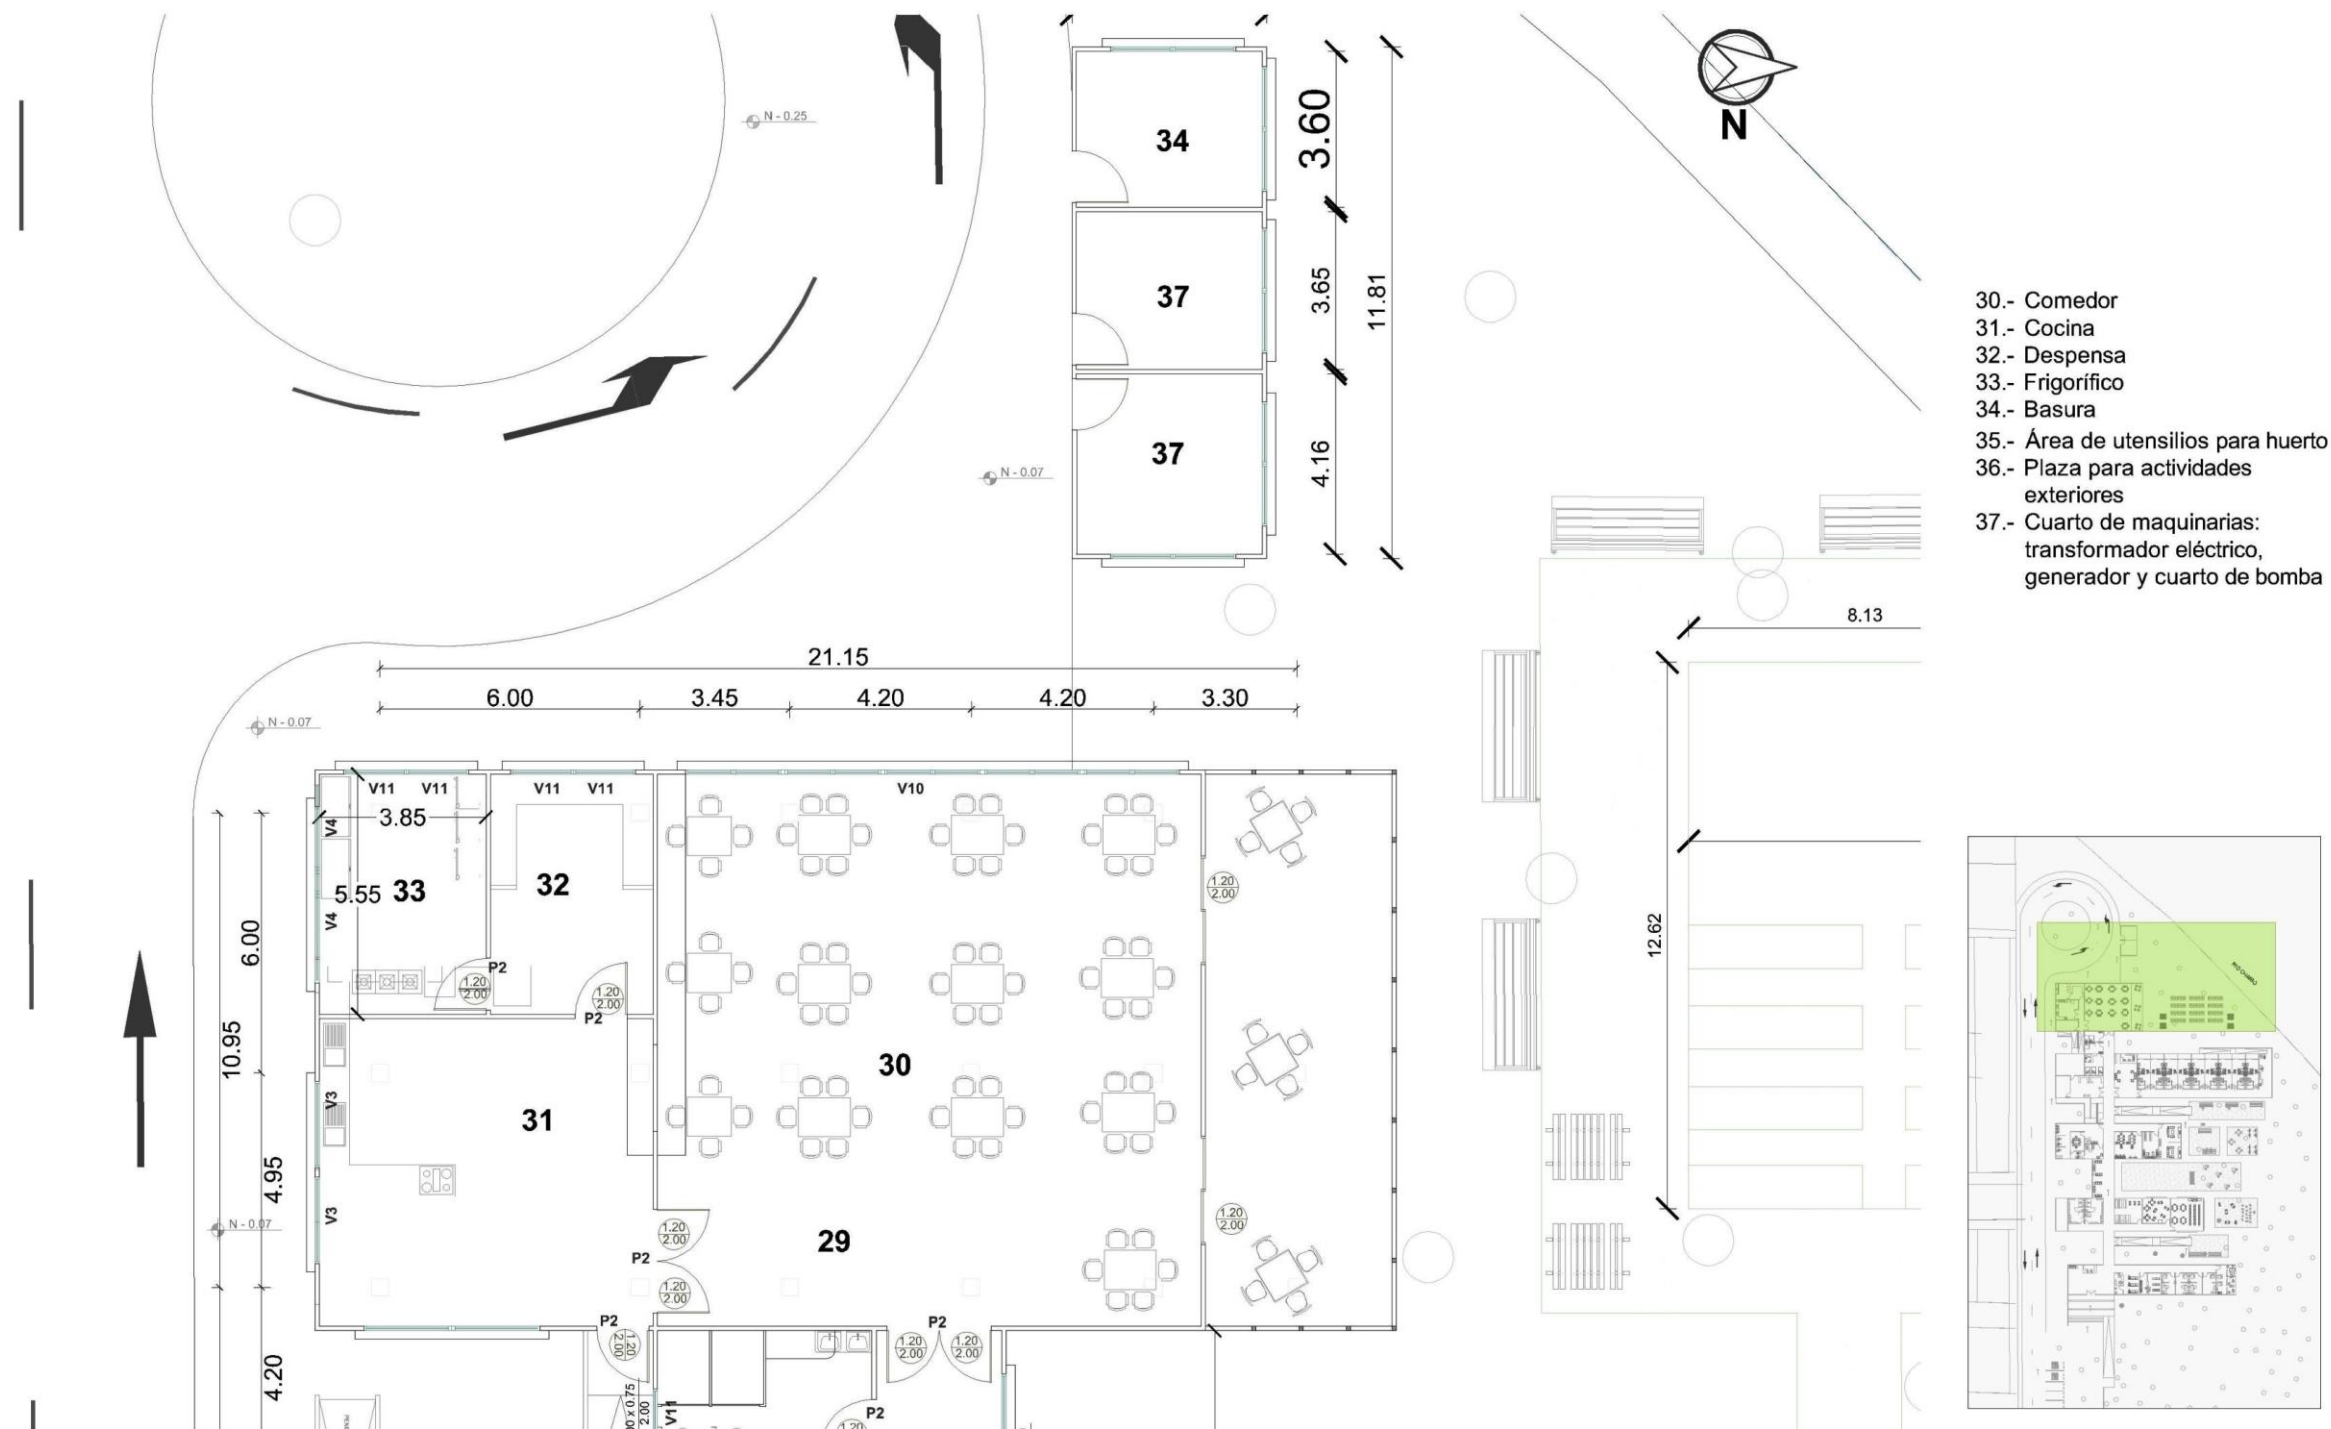 N - 0.25
N
34
3.60
37
3.65
11.81
37
4.16
N - 0.07
30.- Comedor
31.- Cocina
32.- Despensa
33.- Frigorífico
34.- Basura
35.- Área de utensilios para huerto
36.- Plaza para actividades
exteriores
37.- Cuarto de maquinarias:
transformador eléctrico,
generador y cuarto de bomba
8.13
12.62
21.15
6.00 3.45 4.20 4.20 3.30
N - 0.07
V11 V11 V11 V11 V10
V4
3.85
5.55 33
32
V4
1.20
2.00
6.00
P2
1.20
2.00
1.20
2.00
P2
10.95
30
V3
31
4.95
V3
N - 0.07
1.20
2.00
29
1.20
2.00
P2
1.20
2.00
P2
1.20
2.00
P2
1.20
2.00
1.20
2.00
4.20
V11
2.00
P2
1.20